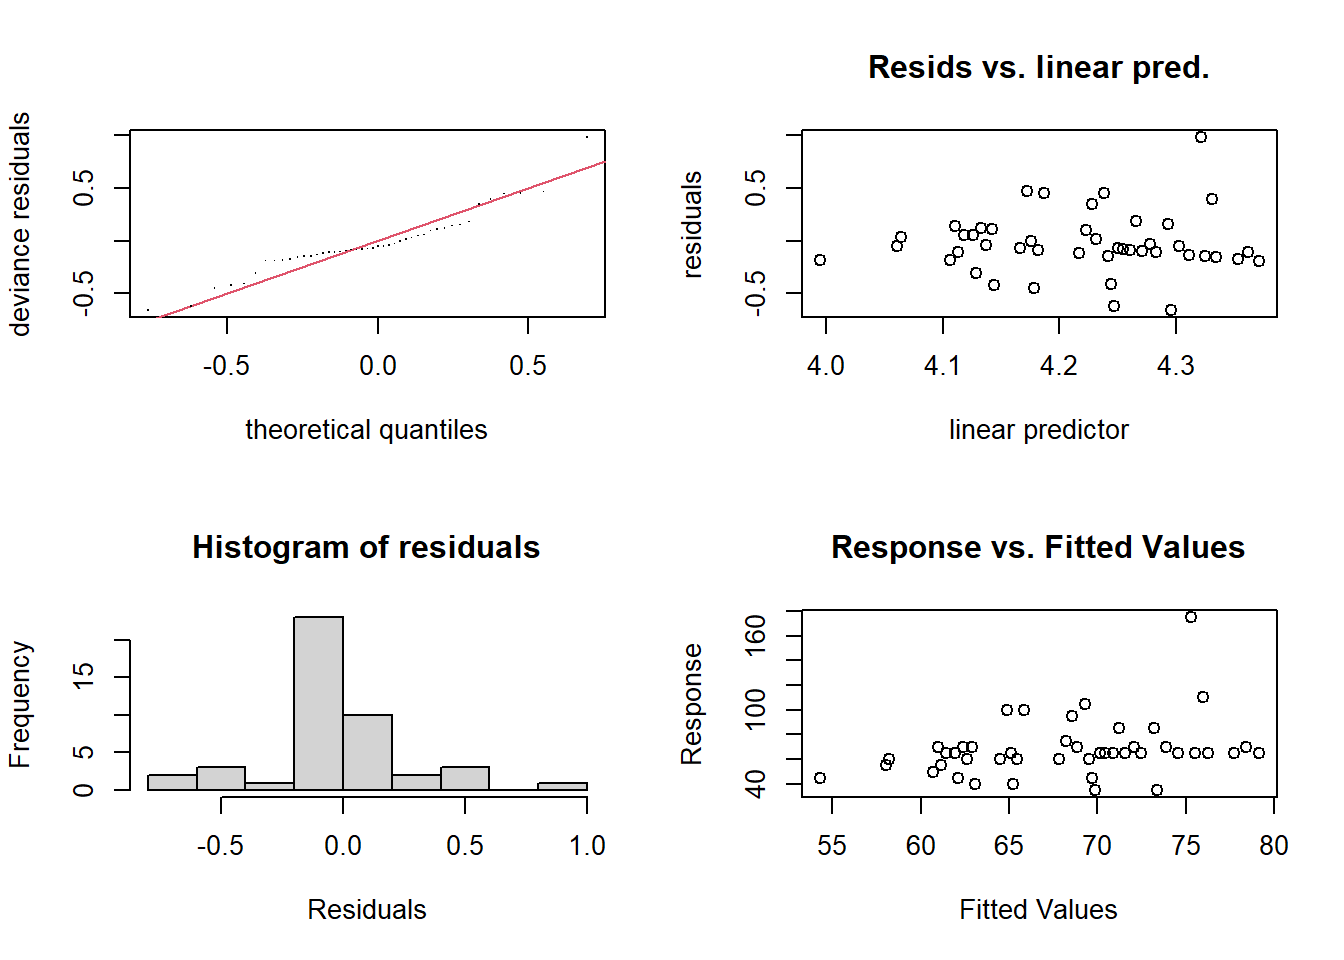 deviance residuals
0.5
-0.5
-0.5 0.0 0.5
theoretical quantiles
Resids vs. linear pred.
residuals
0.5
-0.5
4.0 4.1 4.2 4.3
linear predictor
Histogram of residuals
Frequency
15
5
0
-0.5 0.0 0.5 1.0
Residuals
Response vs. Fitted Values
Response
160
100
40
55 60 65 70 75 80
Fitted Values